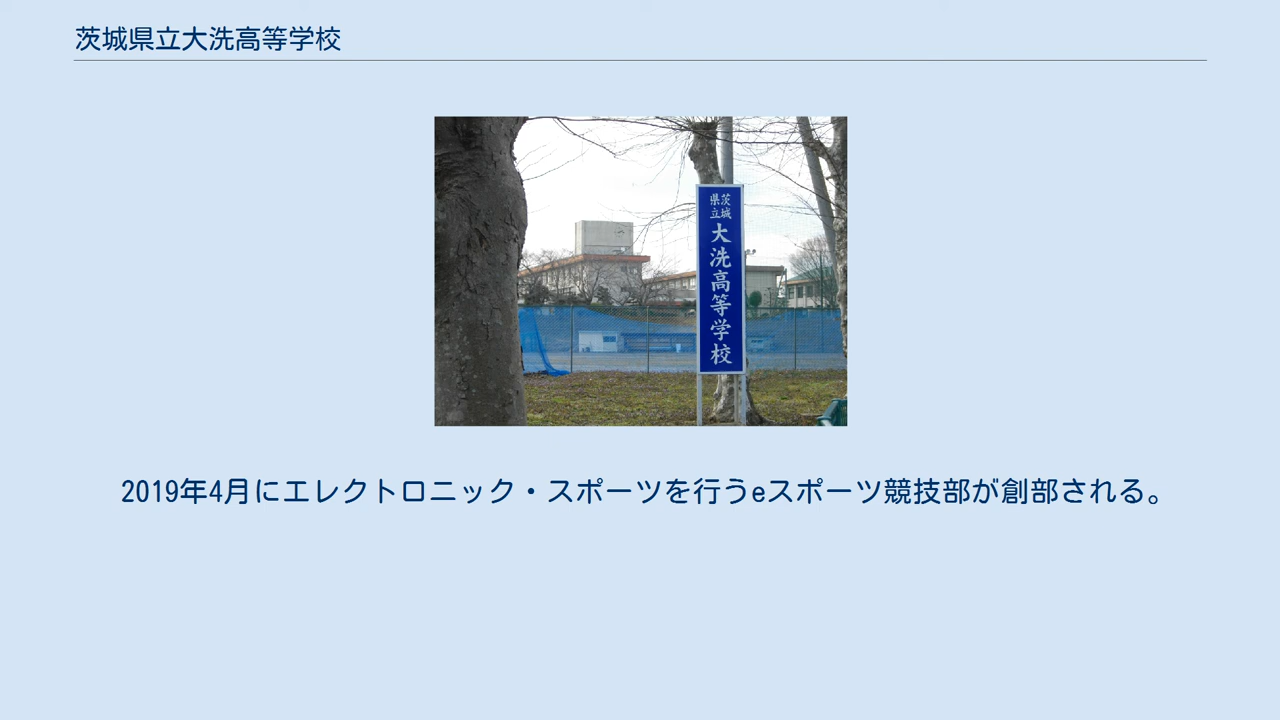 茨城県立大洗高等学校
茨城
県立
大洗高等学校
2019年4月にエレクトロニック・スポーツを行うeスポーツ競技部が創部される。